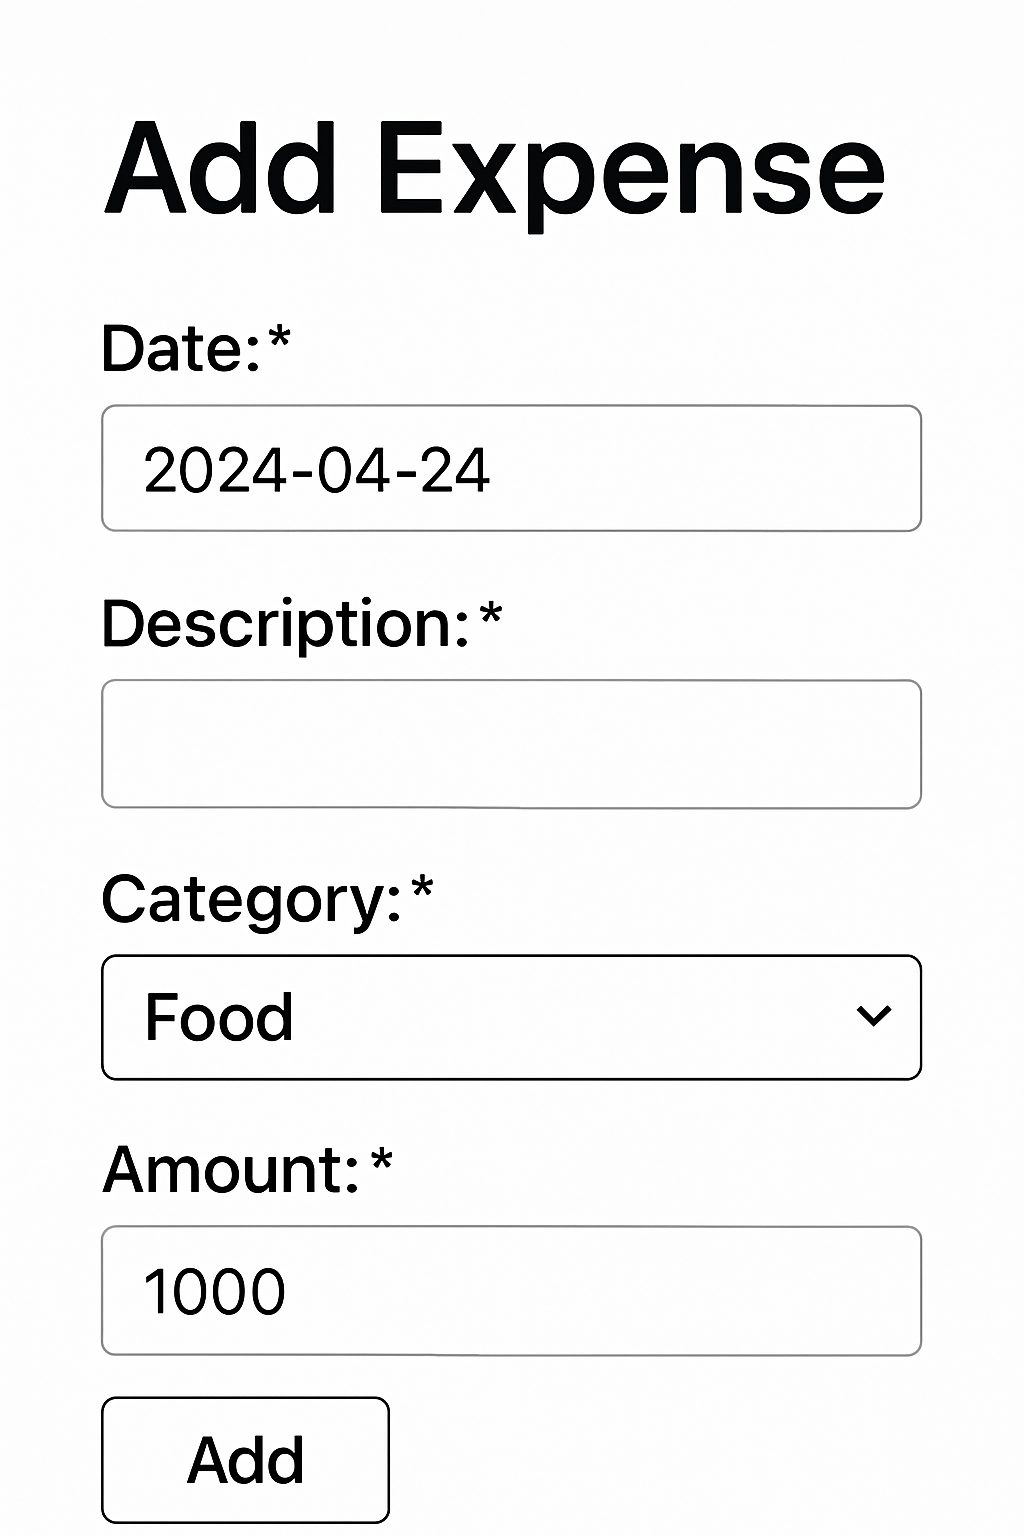 Add Expense
Date:*
2024-04-24
Description:*
Category:*
Food
Amount:*
1000
Add